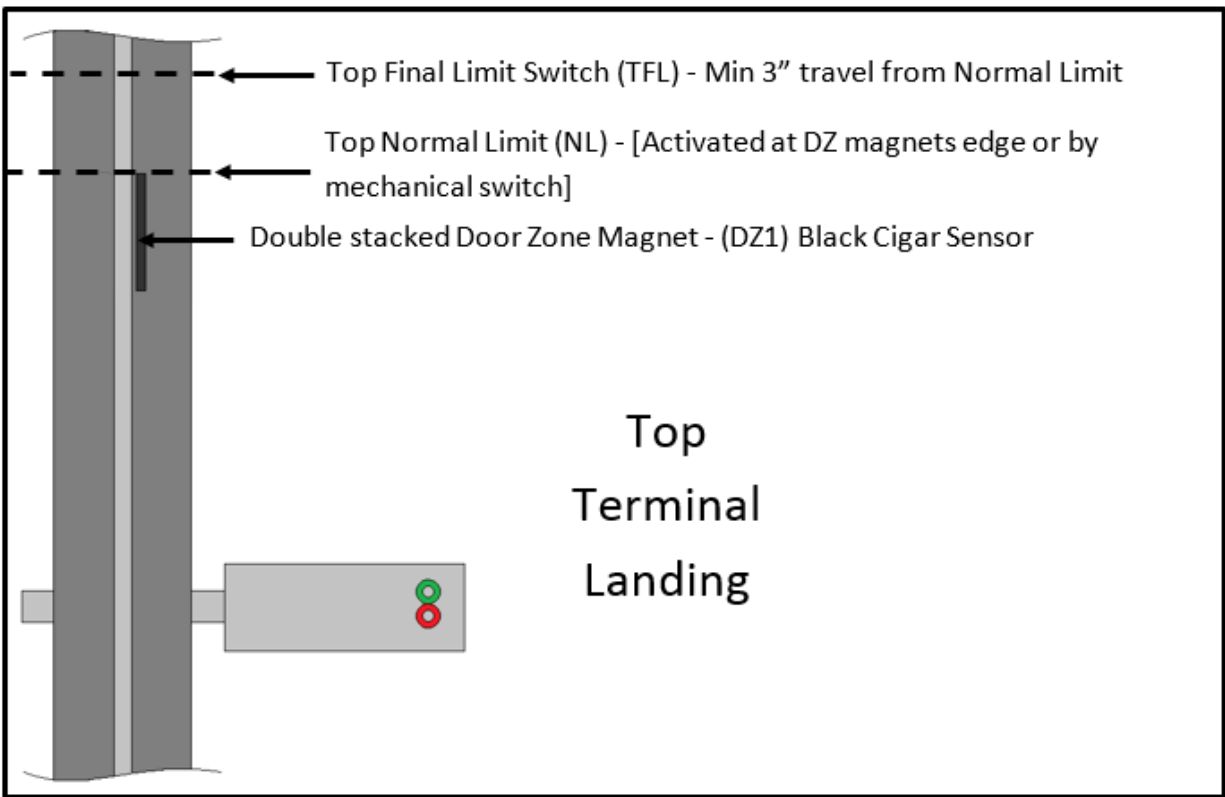 Top Final Limit Switch (TFL) - Min 3” travel from Normal Limit
Top Normal Limit (NL) - [Activated at DZ magnets edge or by
mechanical switch]
Double stacked Door Zone Magnet - (DZ1) Black Cigar Sensor
Top
Terminal
Landing